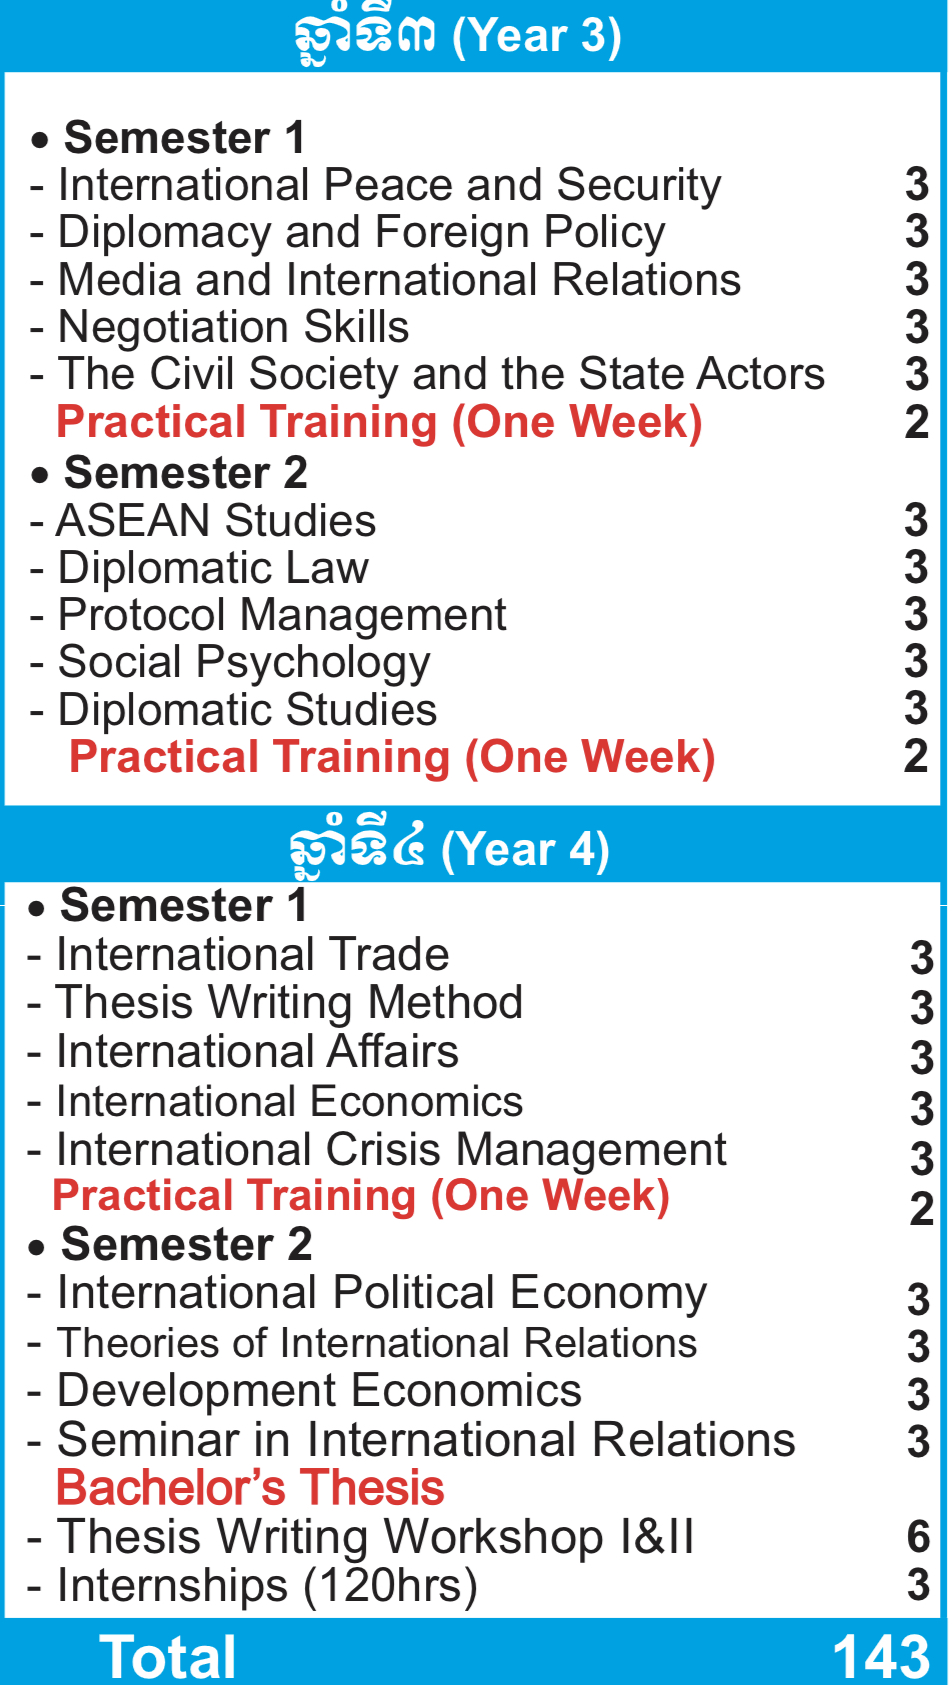 ឆ្នាំទី៣ (Year 3)
• Semester 1
- International Peace and Security 3
- Diplomacy and Foreign Policy 3
- Media and International Relations 3
- Negotiation Skills 3
- The Civil Society and the State Actors 3
Practical Training (One Week) 2
• Semester 2
- ASEAN Studies 3
- Diplomatic Law 3
- Protocol Management 3
- Social Psychology 3
- Diplomatic Studies 3
Practical Training (One Week) 2
ឆ្នាំទី៤ (Year 4)
• Semester 1
- International Trade 3
- Thesis Writing Method 3
- International Affairs 3
- International Economics 3
- International Crisis Management 3
Practical Training (One Week) 2
• Semester 2
- International Political Economy 3
- Theories of International Relations 3
- Development Economics 3
- Seminar in International Relations 3
Bachelor’s Thesis
- Thesis Writing Workshop I&II 6
- Internships (120hrs) 3
Total 143